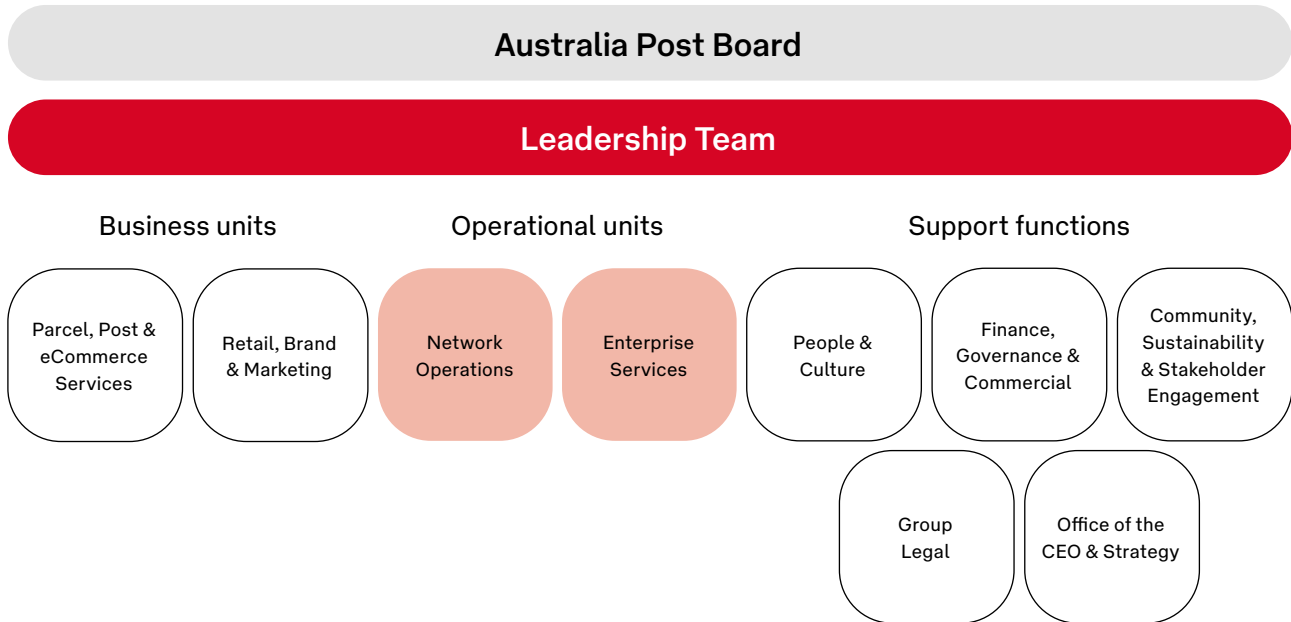 Australia Post Board
Leadership Team
Business units
Operational units
Support functions
Parcel, Post &
eCommerce
Services
Retail, Brand
& Marketing
Network
Operations
Enterprise
Services
People &
Culture
Finance,
Governance &
Commercial
Community,
Sustainability
& Stakeholder
Engagement
Group
Legal
Office of the
CEO & Strategy